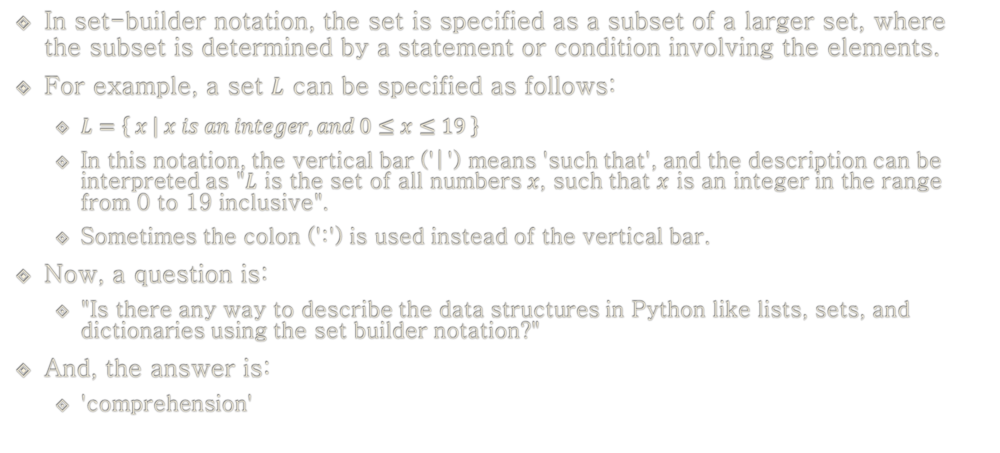 In set-builder notation, the set is specified as a subset of a larger set, where
the subset is determined by a statement or condition involving the elements.
For example, a set L can be specified as follows:
L = { x | x is an integer, and 0 ≤ x ≤ 19 }
In this notation, the vertical bar ('|') means 'such that', and the description can be
interpreted as "L is the set of all numbers x, such that x is an integer in the range
from 0 to 19 inclusive".
Sometimes the colon (':') is used instead of the vertical bar.
Now, a question is:
"Is there any way to describe the data structures in Python like lists, sets, and
dictionaries using the set builder notation?"
And, the answer is:
'comprehension'